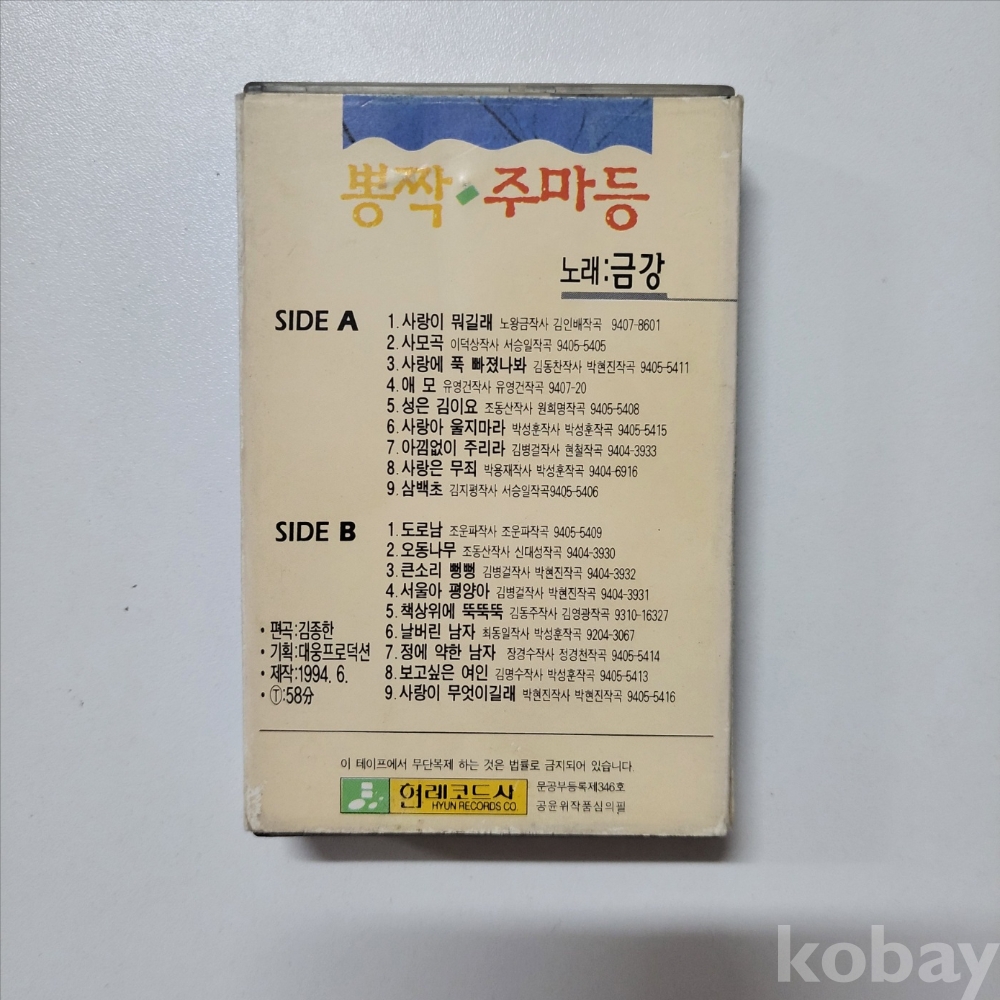 뽕짝·주마등
노래:금강
SIDE A
1.사랑이 뭐길래 노왕금작사 김인배작곡 9407-8601
2.사모곡 이덕상작사 서승일작곡 9405-5405
3.사랑에 푹 빠졌나봐 김동찬작사 박현진작곡 9405-5411
4.애 모 유영건작사 유영건작곡 9407-20
5.성은 김이요 조동산작사 원희명작곡 9405-5408
6.사랑아 울지마라 박성훈작사 박성훈작곡 9405-5415
7.아낌없이 주리라 김병걸작사 현철작곡 9404-3933
8.사랑은 무죄 박용재작사 박성훈작곡 9404-6916
9.삼백초 김지평작사 서승일작곡9405-5406
SIDE B
1.도로남 조운파작사 조운파작곡 9405-5409
2.오동나무 조동산작사 신대성작곡 9404-3930
3.큰소리 뻥뻥 김병걸작사 박현진작곡 9404-3932
4.서울아 평양아 김병걸작사 박현진작곡 9404-3931
5.책상위에 뚝뚝뚝 김동주작사 김영광작곡 9310-16327
6.날버린 남자 최동일작사 박성훈작곡 9204-3067
7.정에 약한 남자 장경수작사 정경천작곡 9405-5414
8.보고싶은 여인 김명수작사 박성훈작곡 9405-5413
9.사랑이 무엇이길래 박현진작사 박현진작곡 9405-5416
•편곡:김종한
•기획:대웅프로덕션
•제작:1994. 6.
•Ⓣ:58分
이 테이프에서 무단복제 하는 것은 법률로 금지되어 있습니다.
현레코드사
HYUN RECORDS CO.
문공부등록제346호
공윤위작품심의필
kobay